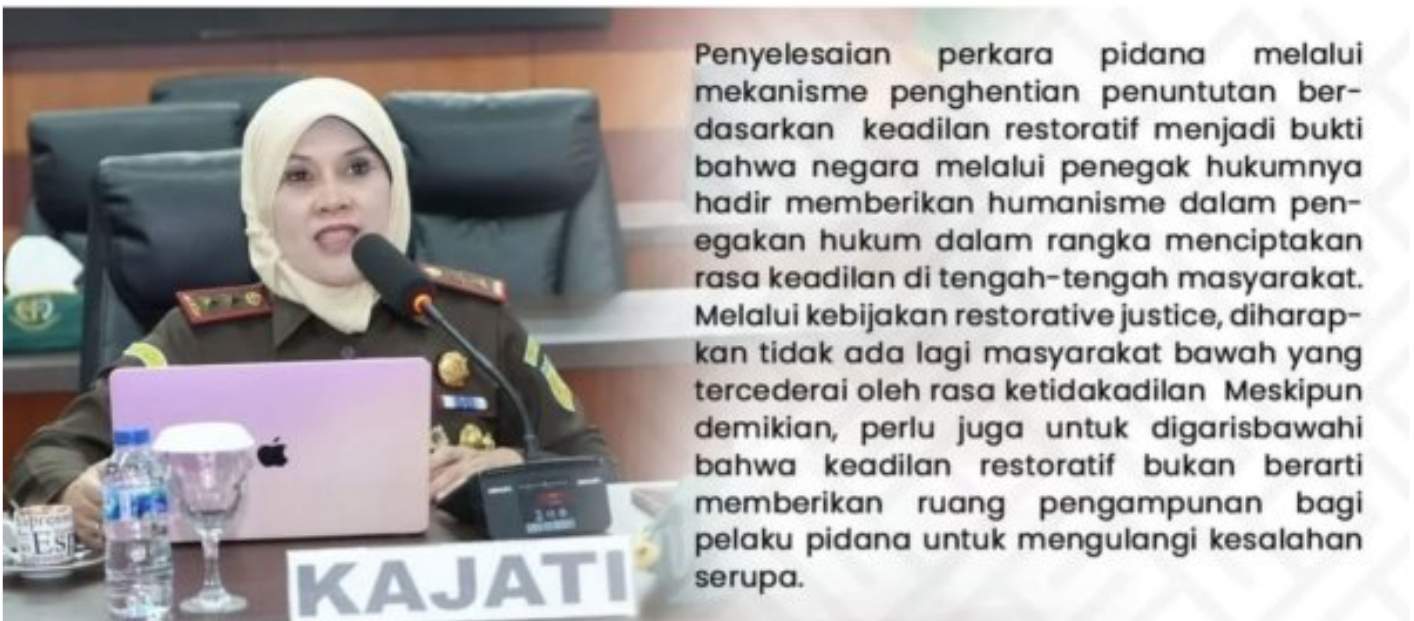 Penyelesaian perkara pidana melalui
mekanisme penghentian penuntutan ber-
dasarkan keadilan restoratif menjadi bukti
bahwa negara melalui penegak hukumnya
hadir memberikan humanisme dalam pen-
egakan hukum dalam rangka menciptakan
rasa keadilan di tengah-tengah masyarakat.
Melalui kebijakan restorative justice, diharap-
kan tidak ada lagi masyarakat bawah yang
tercederai oleh rasa ketidakadilan Meskipun
demikian, perlu juga untuk digarisbawahi
bahwa keadilan restoratif bukan berarti
memberikan ruang pengampunan bagi
pelaku pidana untuk mengulangi kesalahan
serupa.
KAJATI